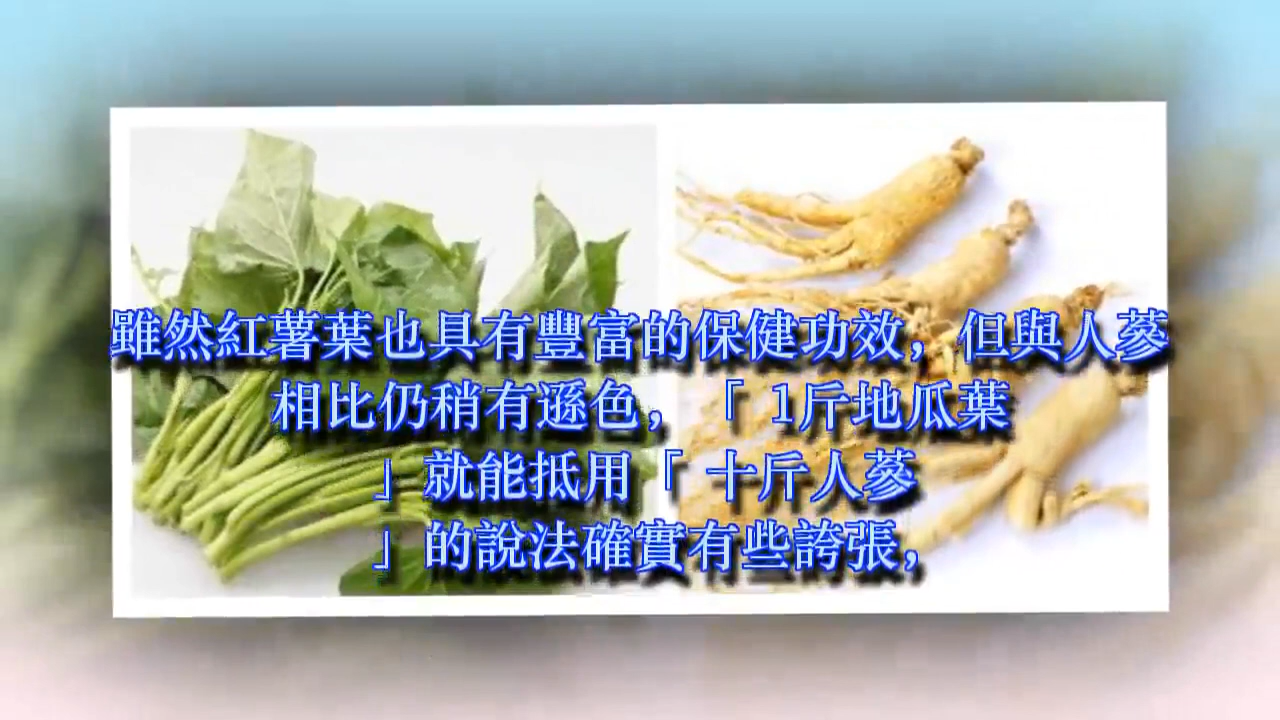 雖然紅薯葉也具有豐富的保健功效，但與人蔘
相比仍稍有遜色，「 1斤地瓜葉
」就能抵用「 十斤人蔘
」的說法確實有些誇張，